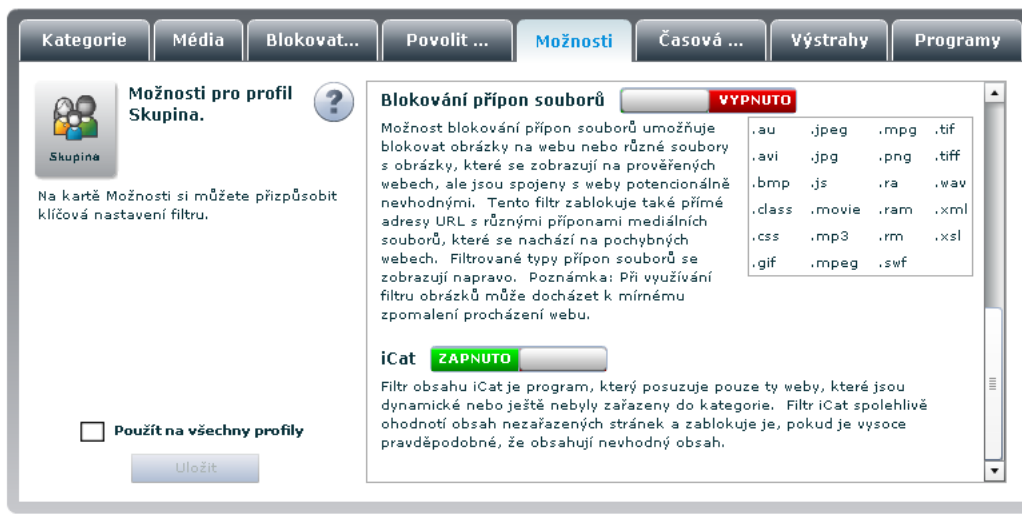 Kategorie Média Blokovat... Povolit ... Možnosti Časová ... Výstrahy Programy
Možnosti pro profil
Skupina.
?
Skupina
Na kartě Možnosti si můžete přizpůsobit
klíčová nastavení filtru.
Použít na všechny profily
Uložit
Blokování přípon souborů VYPNUTO
Možnost blokování přípon souborů umožňuje
blokovat obrázky na webu nebo různé soubory
s obrázky, které se zobrazují na prověřených
webech, ale jsou spojeny s weby potencionálně
nevhodnými. Tento filtr zablokuje také přímé
adresy URL s různými příponami mediálních
souborů, které se nachází na pochybných
webech. Filtrované typy přípon souborů se
zobrazují napravo. Poznámka: Při využívání
filtru obrázků může docházet k mírnému
zpomalení procházení webu.
.au .jpeg .mpg .tif
.avi .jpg .png .tiff
.bmp .js .ra .wav
.class .movie .ram .xml
.css .mp3 .rm .xsl
.gif .mpeg .swf
iCat ZAPNUTO
Filtr obsahu iCat je program, který posuzuje pouze ty weby, které jsou
dynamické nebo ještě nebyly zařazeny do kategorie. Filtr iCat spolehlivě
ohodnotí obsah nezařazených stránek a zablokuje je, pokud je vysoce
pravděpodobné, že obsahují nevhodný obsah.